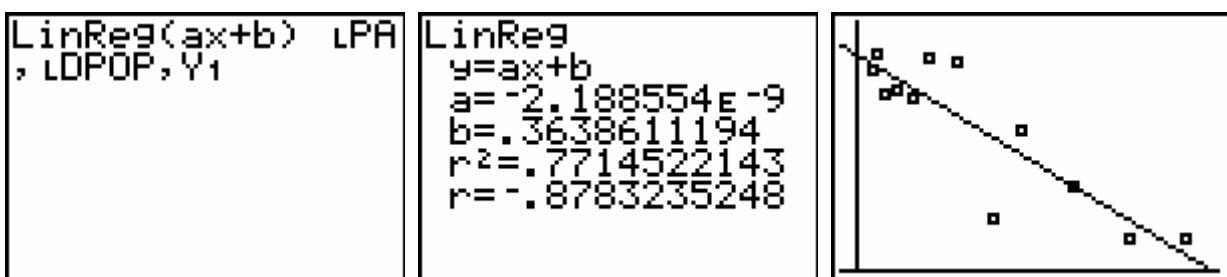 LinReg(ax+b) ʟPA
,ʟDPOP,Y₁
LinReg
y=ax+b
a=⁻2.188554ᴇ⁻9
b=.3638611194
r²=.7714522143
r=⁻.8783235248